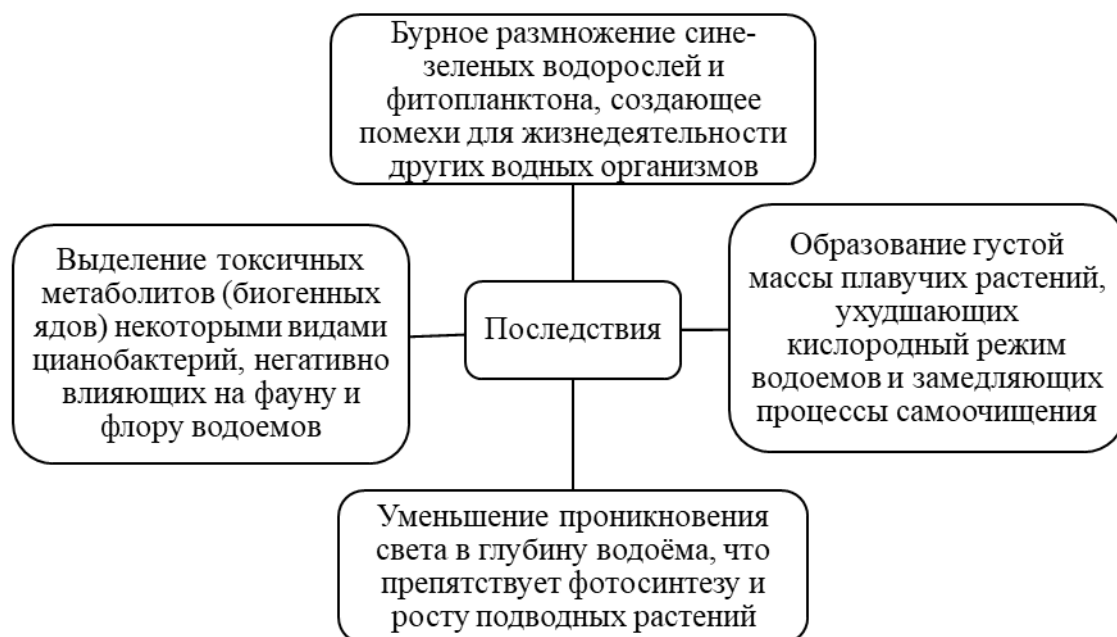 Бурное размножение сине-
зеленых водорослей и
фитопланктона, создающее
помехи для жизнедеятельности
других водных организмов
Выделение токсичных
метаболитов (биогенных
ядов) некоторыми видами
цианобактерий, негативно
влияющих на фауну и
флору водоемов
Последствия
Образование густой
массы плавучих растений,
ухудшающих
кислородный режим
водоемов и замедляющих
процессы самоочищения
Уменьшение проникновения
света в глубину водоёма, что
препятствует фотосинтезу и
росту подводных растений